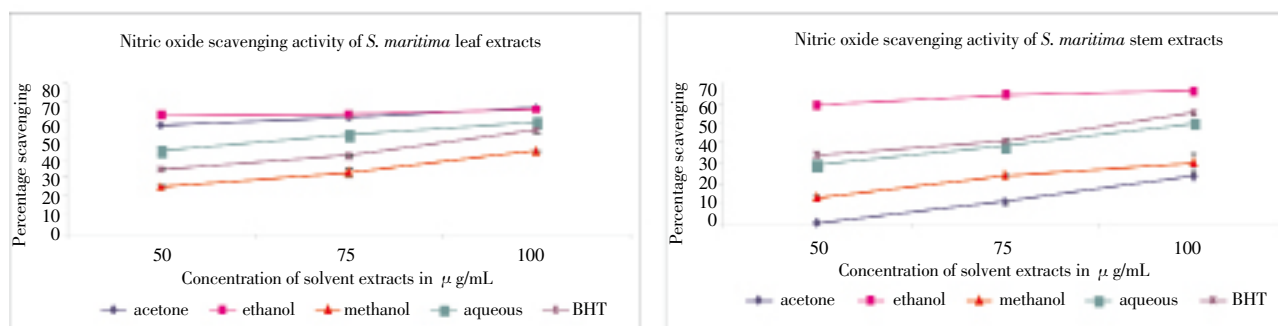 Nitric oxide scavenging activity of S. maritima leaf extracts
Percentage scavenging
80
70
60
50
40
30
20
10
0
50 75 100
Concentration of solvent extracts in μ g/mL
acetone ethanol methanol aqueous BHT
Nitric oxide scavenging activity of S. maritima stem extracts
Percentage scavenging
70
60
50
40
30
20
10
0
50 75 100
Concentration of solvent extracts in μ g/mL
acetone ethanol methanol aqueous BHT